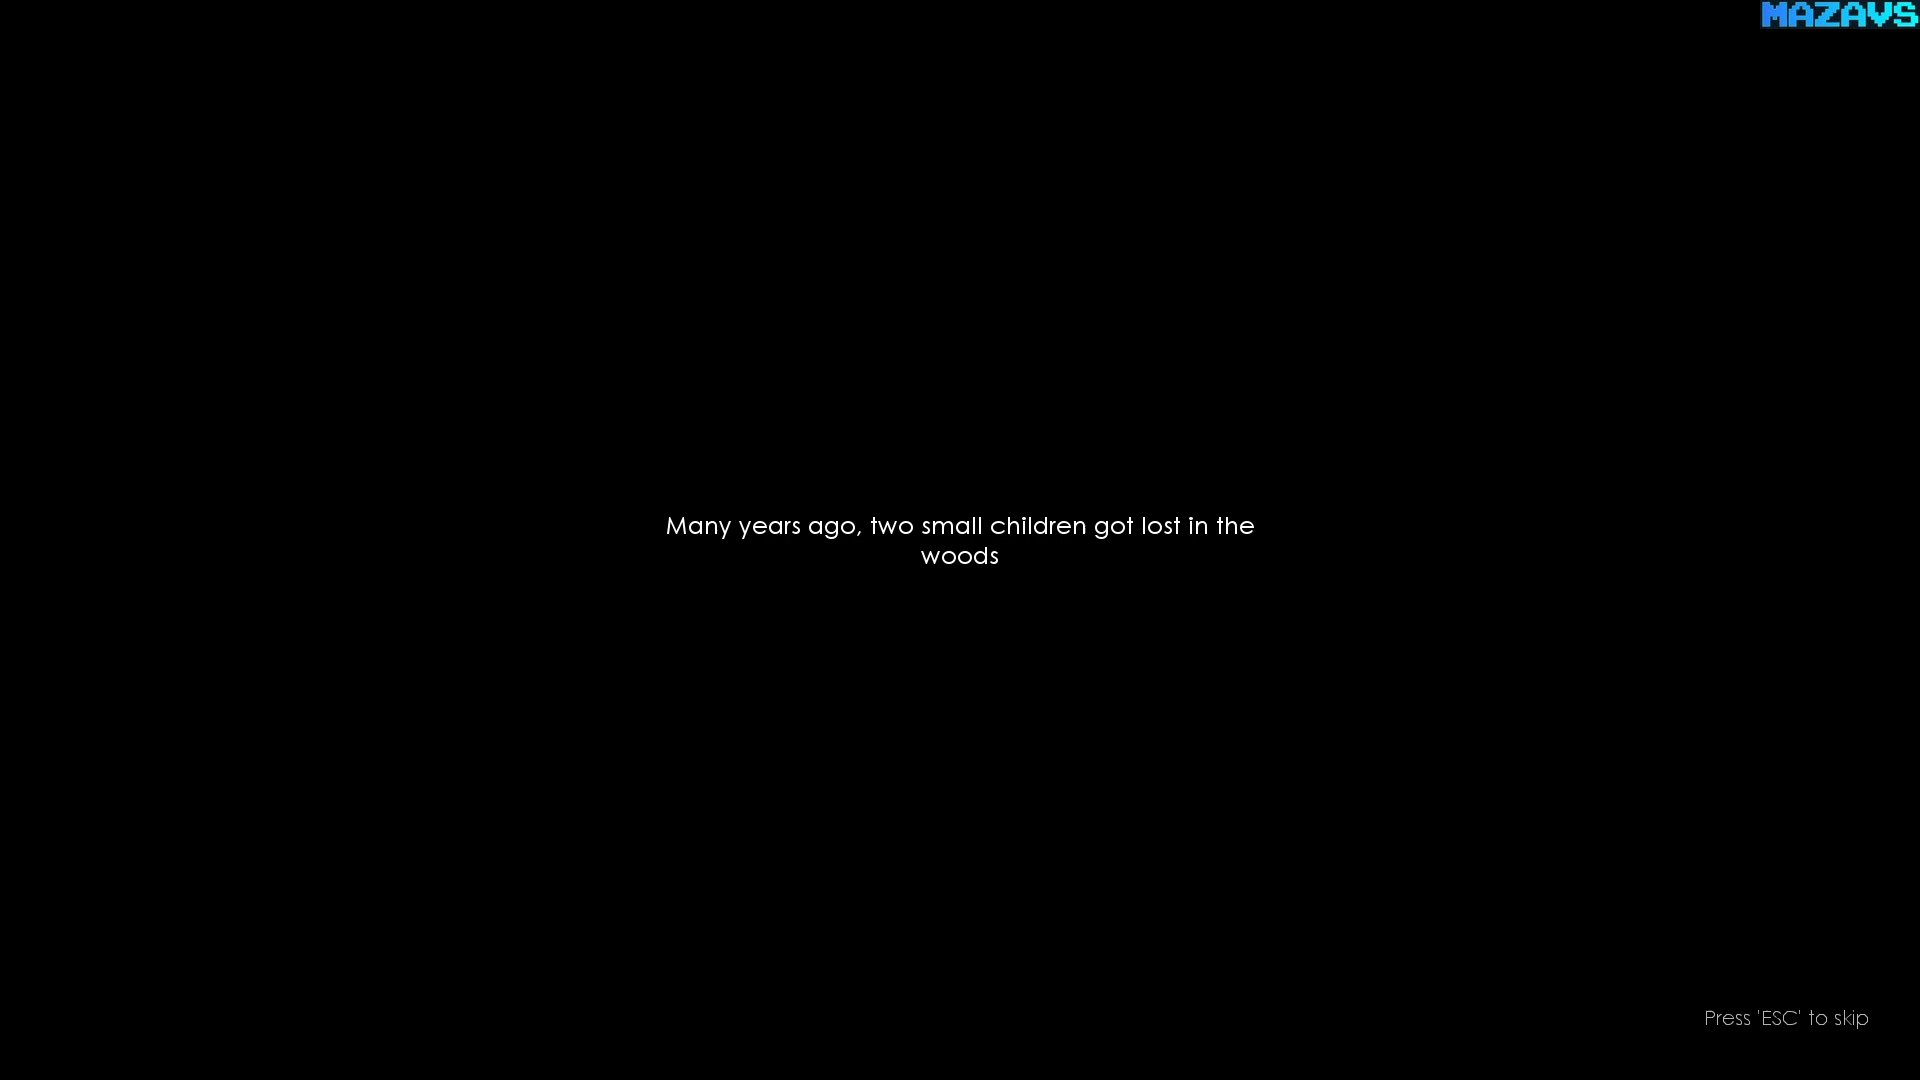 MAZAVS
Many years ago, two small children got lost in the
woods
Press 'ESC' to skip